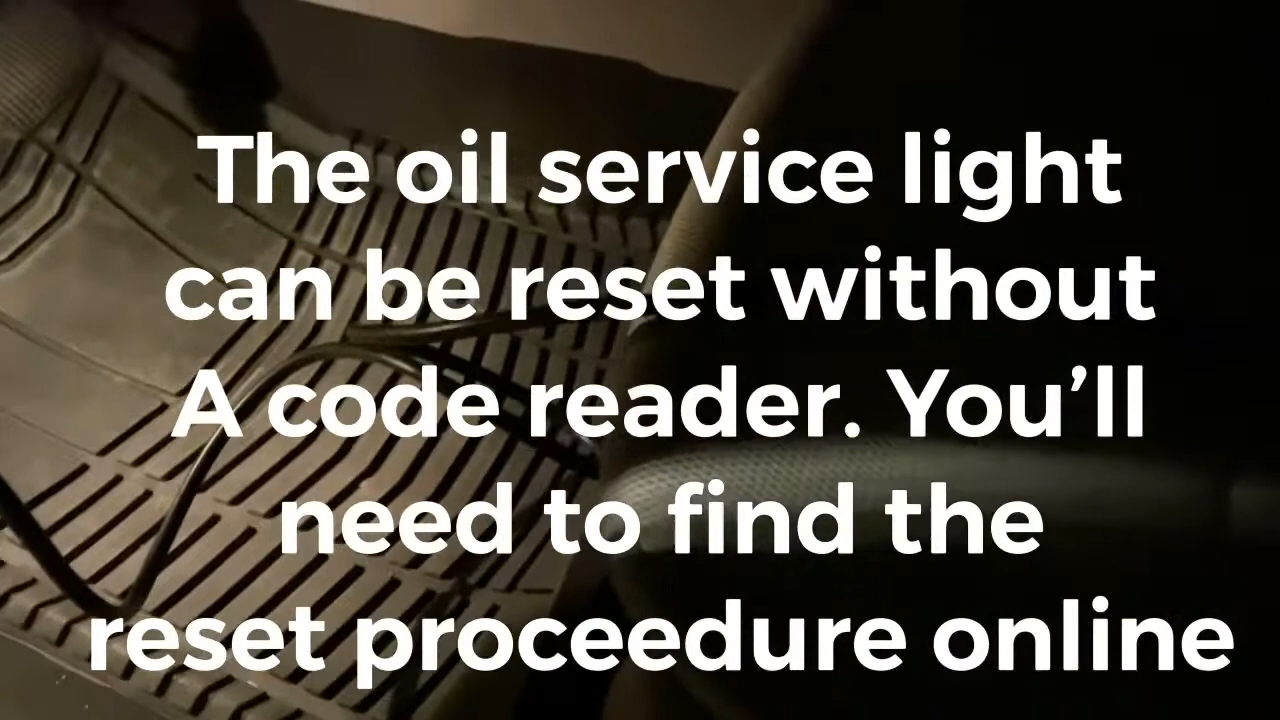 The oil service light
can be reset without
A code reader. You’ll
need to find the
reset proceedure online